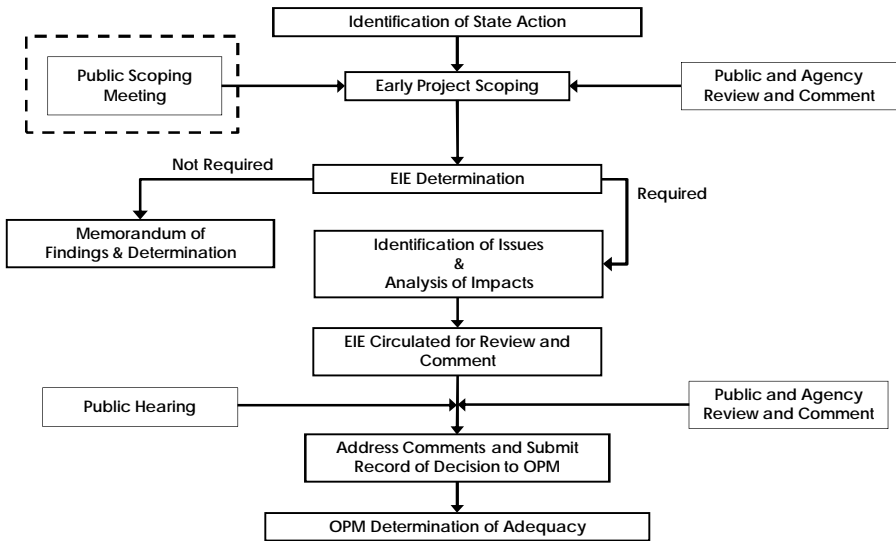 Identification of State Action
Public Scoping
Meeting
Early Project Scoping
Public and Agency
Review and Comment
Not Required
EIE Determination
Required
Memorandum of
Findings & Determination
Identification of Issues
&
Analysis of Impacts
EIE Circulated for Review and
Comment
Public Hearing
Public and Agency
Review and Comment
Address Comments and Submit
Record of Decision to OPM
OPM Determination of Adequacy